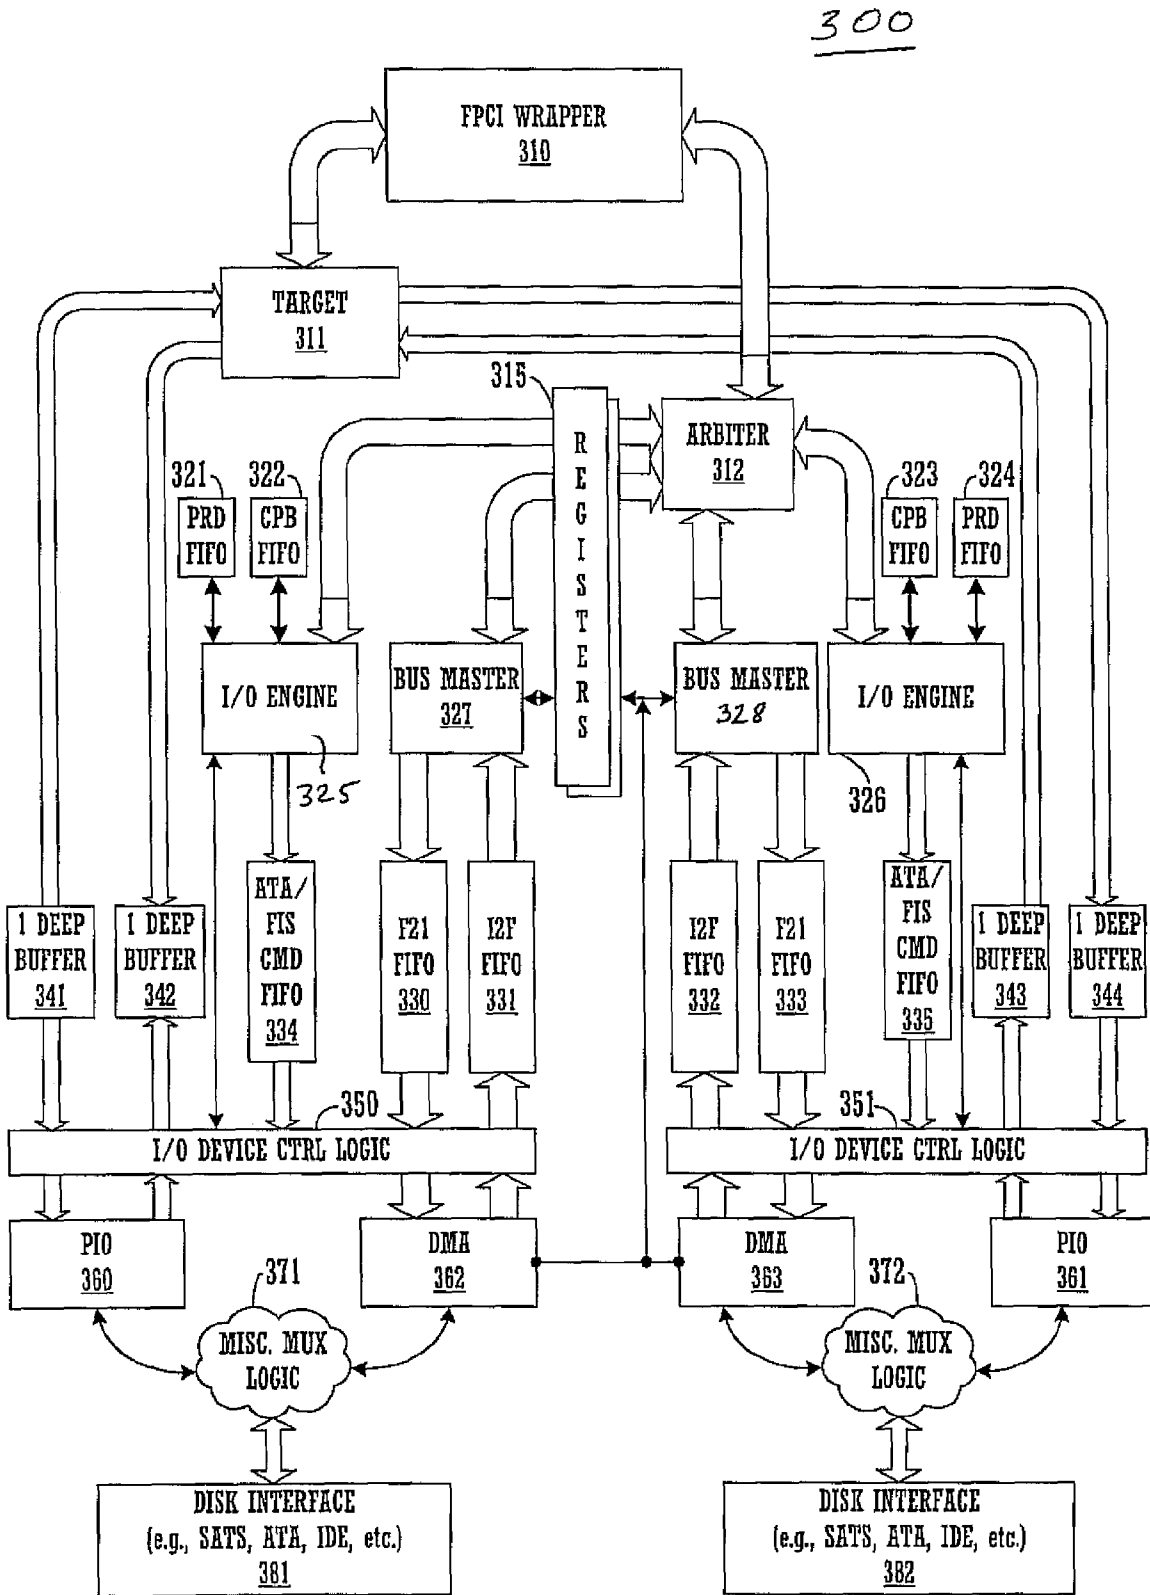 300
FPCI WRAPPER
310
TARGET
311
315
REGISTERS
ARBITER
312
321
322
323
324
PRD
FIFO
CPB
FIFO
CPB
FIFO
PRD
FIFO
I/O ENGINE
325
BUS MASTER
327
BUS MASTER
328
I/O ENGINE
326
1 DEEP
BUFFER
341
1 DEEP
BUFFER
342
ATA/
FIS
CMD
FIFO
334
F21
FIFO
330
I2F
FIFO
331
I2F
FIFO
332
F21
FIFO
333
ATA/
FIS
CMD
FIFO
335
1 DEEP
BUFFER
343
1 DEEP
BUFFER
344
350
I/O DEVICE CTRL LOGIC
351
I/O DEVICE CTRL LOGIC
PIO
360
DMA
362
DMA
363
PIO
361
371
MISC. MUX
LOGIC
372
MISC. MUX
LOGIC
DISK INTERFACE
(e.g., SATS, ATA, IDE, etc.)
381
DISK INTERFACE
(e.g., SATS, ATA, IDE, etc.)
382